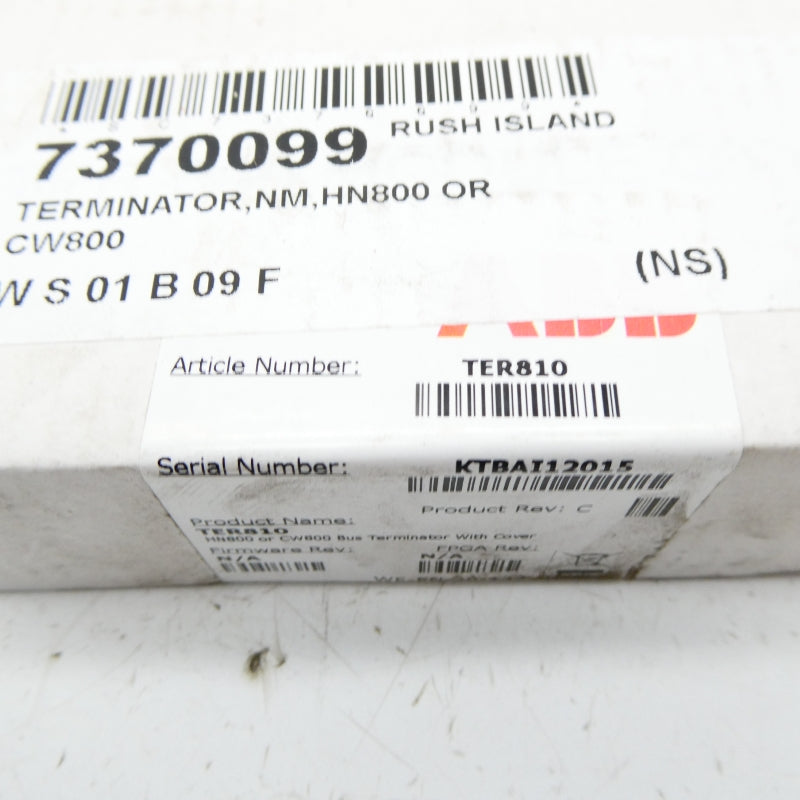 7370099 RUSH ISLAND
TERMINATOR,NM,HN800 OR
CW800
W S 01 B 09 F (NS)
ABB
Article Number: TER810
Serial Number: KTBAI12015
Product Rev: C
Product Name:
TER810
HN800 or CW800 Bus Terminator With Cover
Firmware Rev: FPGA Rev:
N/A N/A